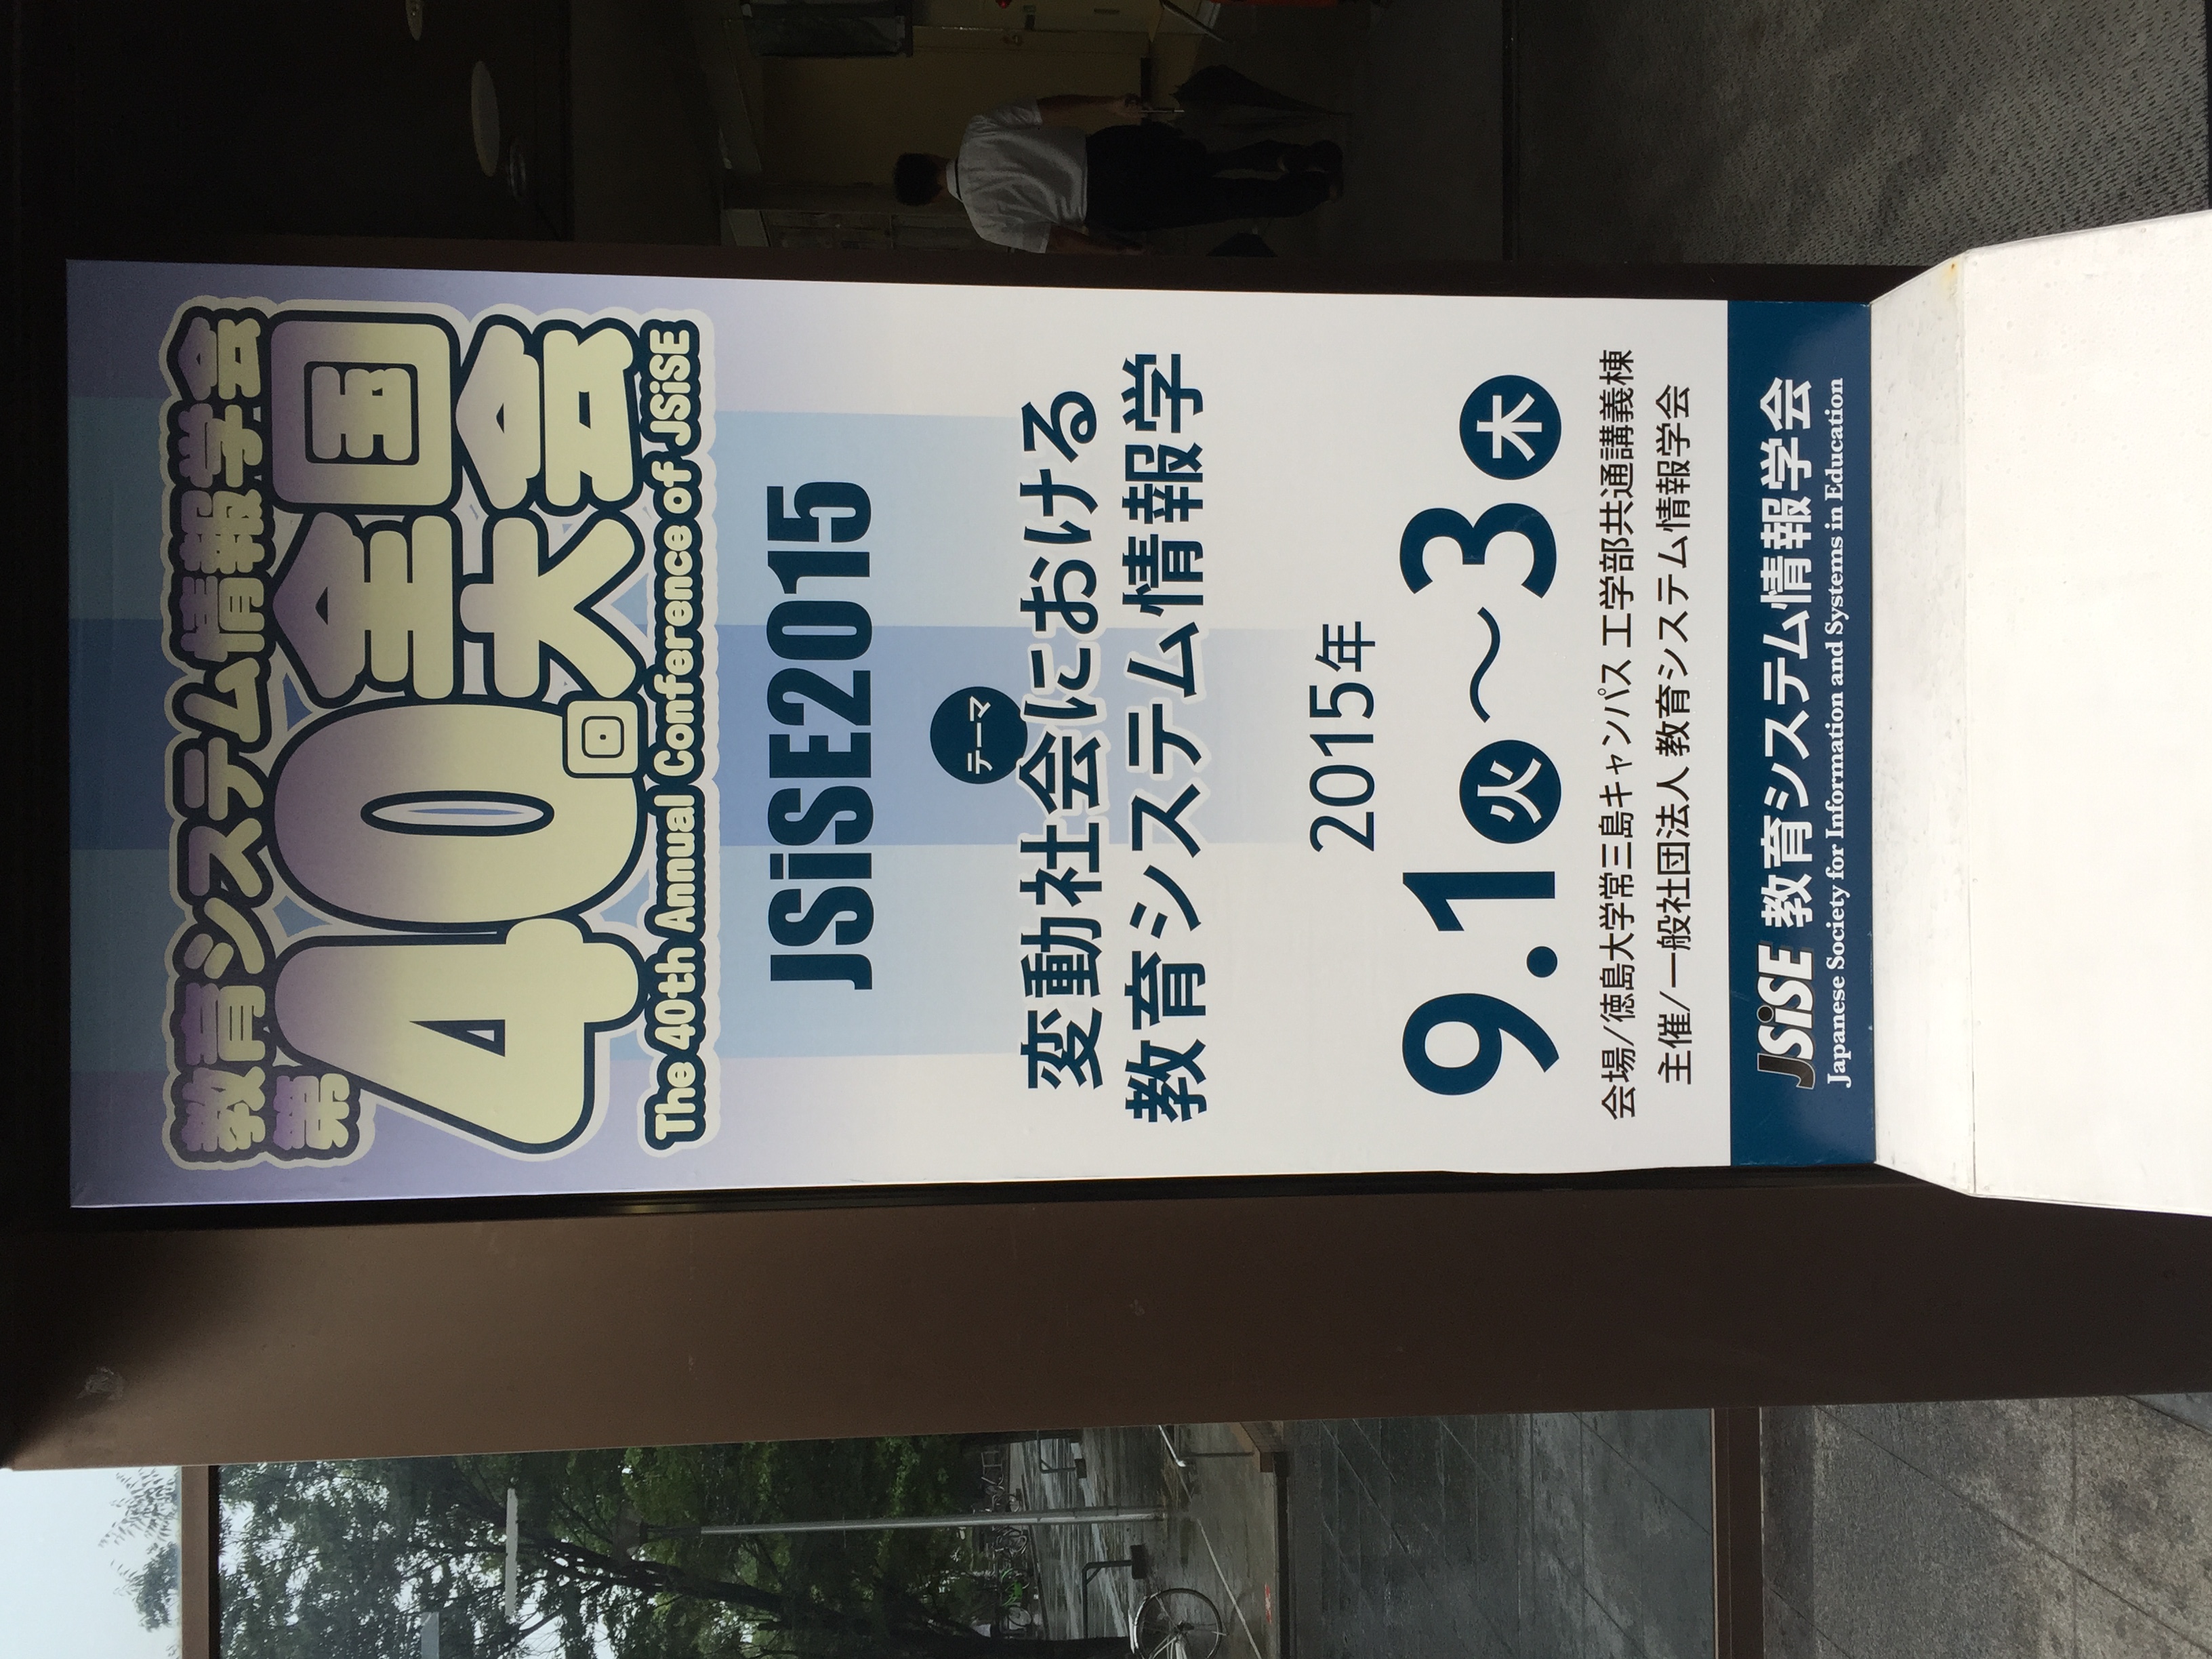 教育システム情報学会
第40回全国大会
The 40th Annual Conference of JSiSE
JSiSE2015
テーマ
変動社会における
教育システム情報学
2015年
9.1火～3木
会場/徳島大学常三島キャンパス 工学部共通講義棟
主催/一般社団法人 教育システム情報学会
JSiSE 教育システム情報学会
Japanese Society for Information and Systems in Education